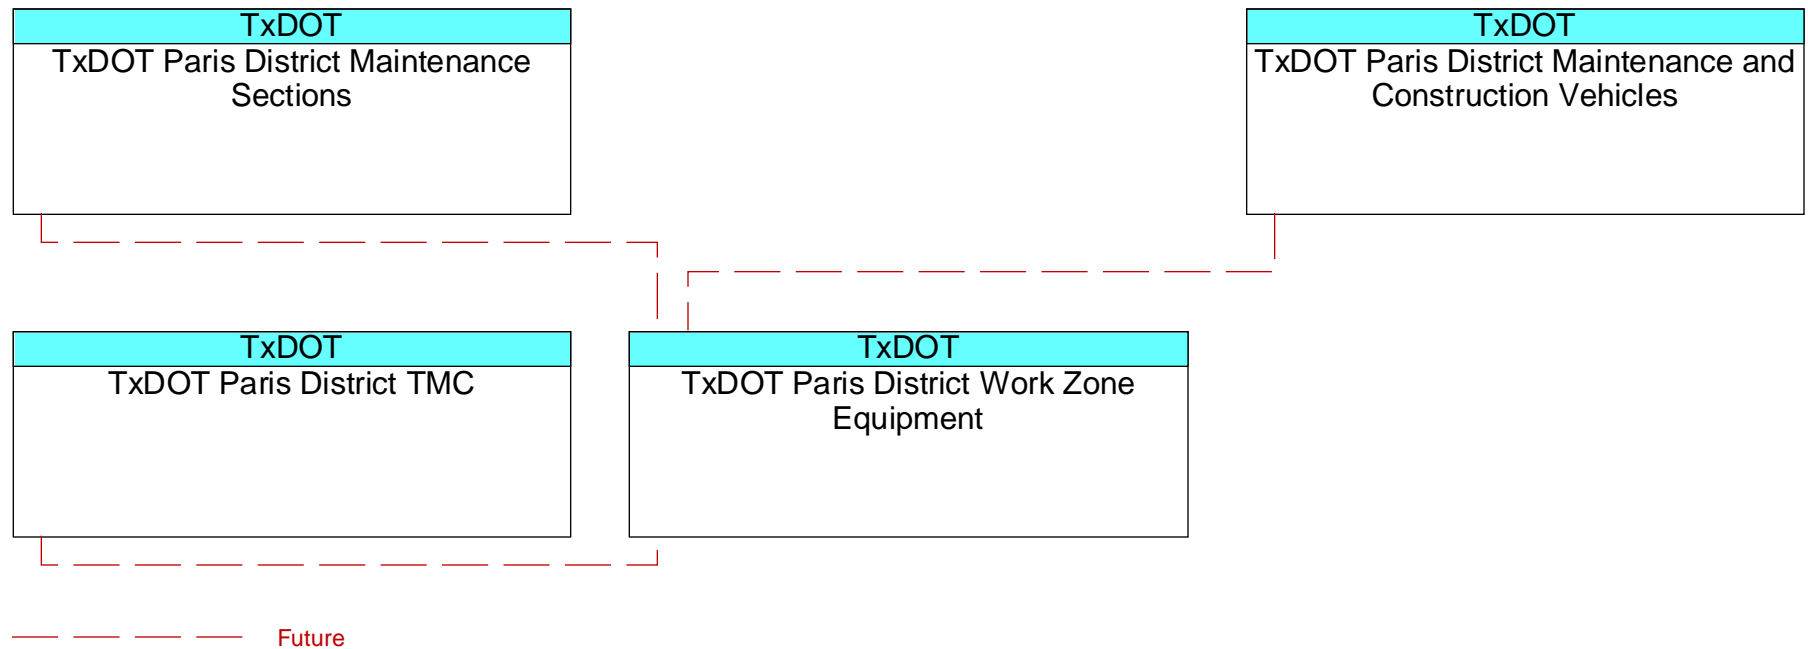 TxDOT
TxDOT Paris District Maintenance
Sections
TxDOT
TxDOT Paris District Maintenance and
Construction Vehicles
TxDOT
TxDOT Paris District TMC
TxDOT
TxDOT Paris District Work Zone
Equipment
Future